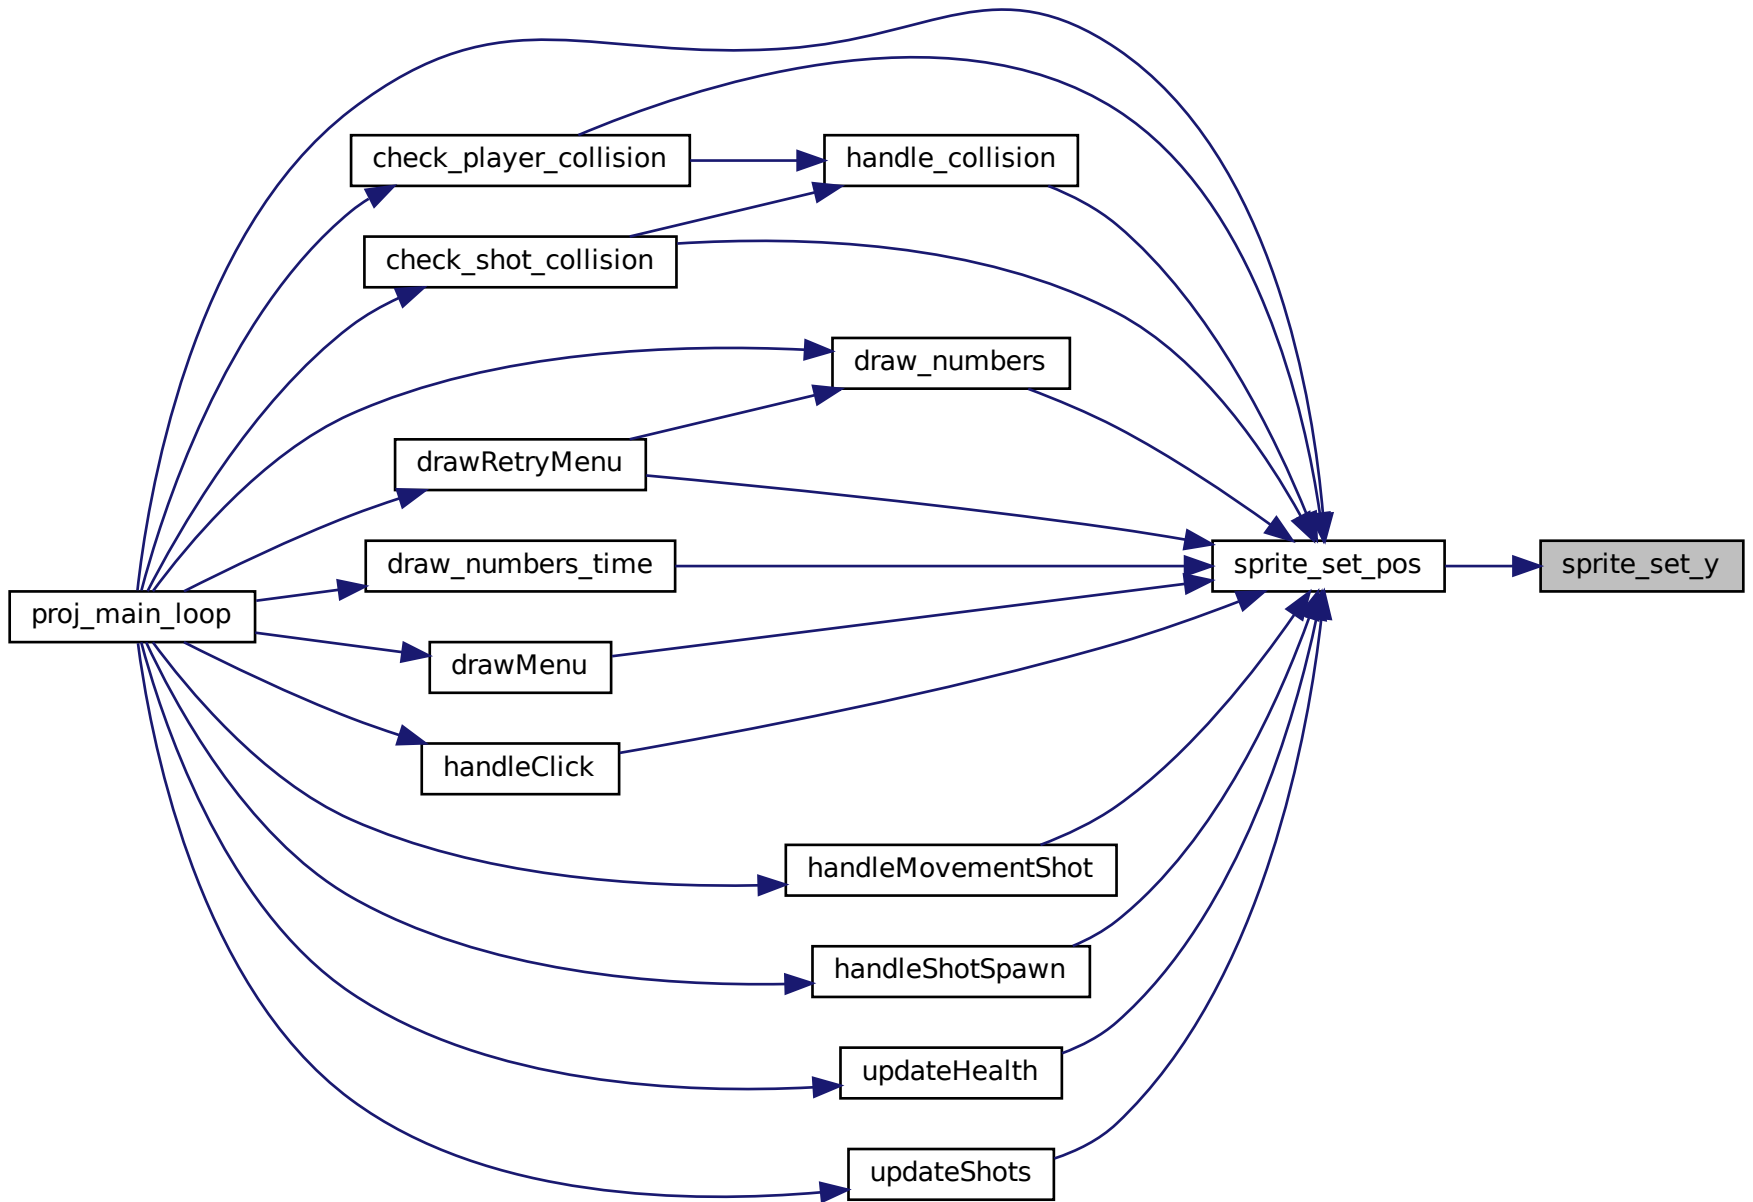 check_player_collision
handle_collision
check_shot_collision
draw_numbers
drawRetryMenu
draw_numbers_time
sprite_set_pos
sprite_set_y
proj_main_loop
drawMenu
handleClick
handleMovementShot
handleShotSpawn
updateHealth
updateShots